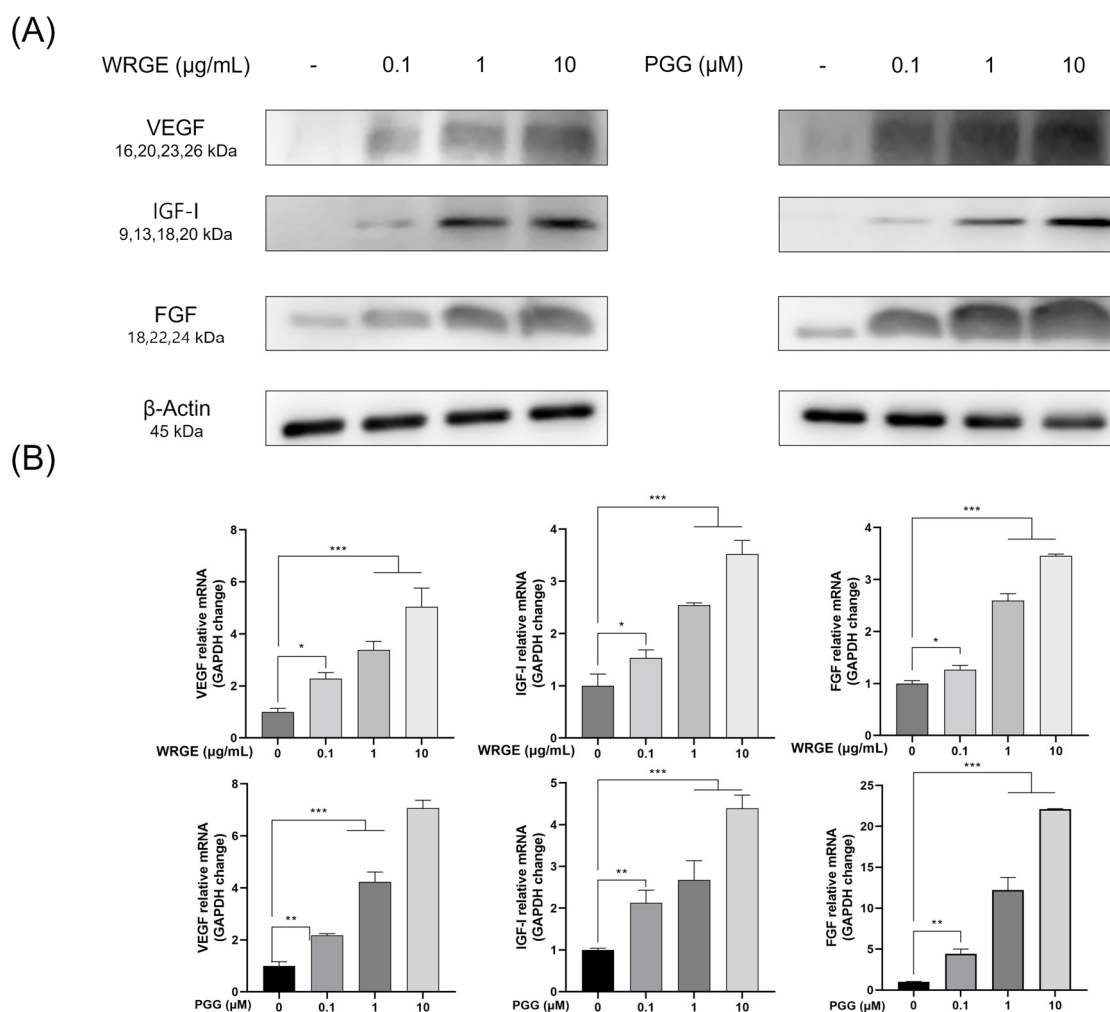 (A)
WRGE (µg/mL) - 0.1 1 10 PGG (µM) - 0.1 1 10
VEGF
16,20,23,26 kDa
IGF-I
9,13,18,20 kDa
FGF
18,22,24 kDa
β-Actin
45 kDa
(B)
VEGF relative mRNA
(GAPDH change)
8
6
4
2
0
*
***
WRGE (µg/mL) 0 0.1 1 10
IGF-I relative mRNA
(GAPDH change)
4
3
2
1
0
*
***
WRGE (µg/mL) 0 0.1 1 10
FGF relative mRNA
(GAPDH change)
4
3
2
1
0
*
***
WRGE (µg/mL) 0 0.1 1 10
VEGF relative mRNA
(GAPDH change)
8
6
4
2
0
**
***
PGG (µM) 0 0.1 1 10
IGF-I relative mRNA
(GAPDH change)
5
4
3
2
1
0
**
***
PGG (µM) 0 0.1 1 10
FGF relative mRNA
(GAPDH change)
25
20
15
10
5
0
**
***
PGG (µM) 0 0.1 1 10